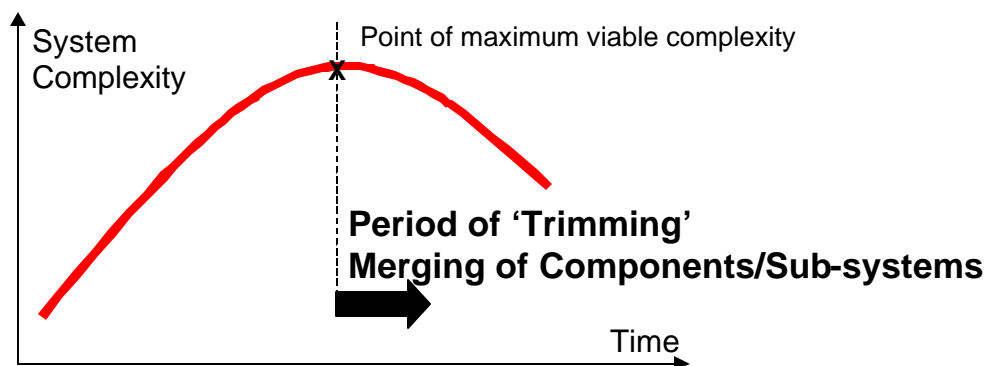 System
Complexity
Point of maximum viable complexity
x
Period of ‘Trimming’
Merging of Components/Sub-systems
Time